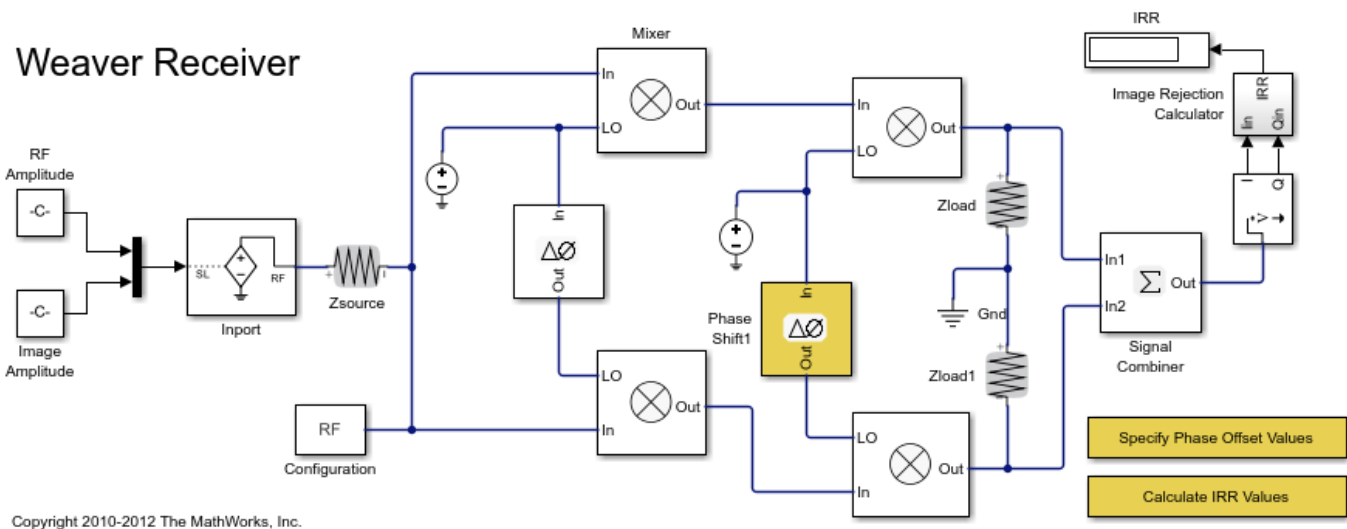 Weaver Receiver
RF
Amplitude
-C-
-C-
Image
Amplitude
SL
RF
Inport
Zsource
RF
Configuration
In
ΔØ
Out
Mixer
In
LO
Out
LO
In
Out
In
LO
Out
Phase
Shift1
In
ΔØ
Out
LO
In
Out
Zload
Gnd
Zload1
In1
In2
Σ
Out
Signal
Combiner
I
Q
IRR
Iin
Qin
Image Rejection
Calculator
IRR
Specify Phase Offset Values
Calculate IRR Values
Copyright 2010-2012 The MathWorks, Inc.